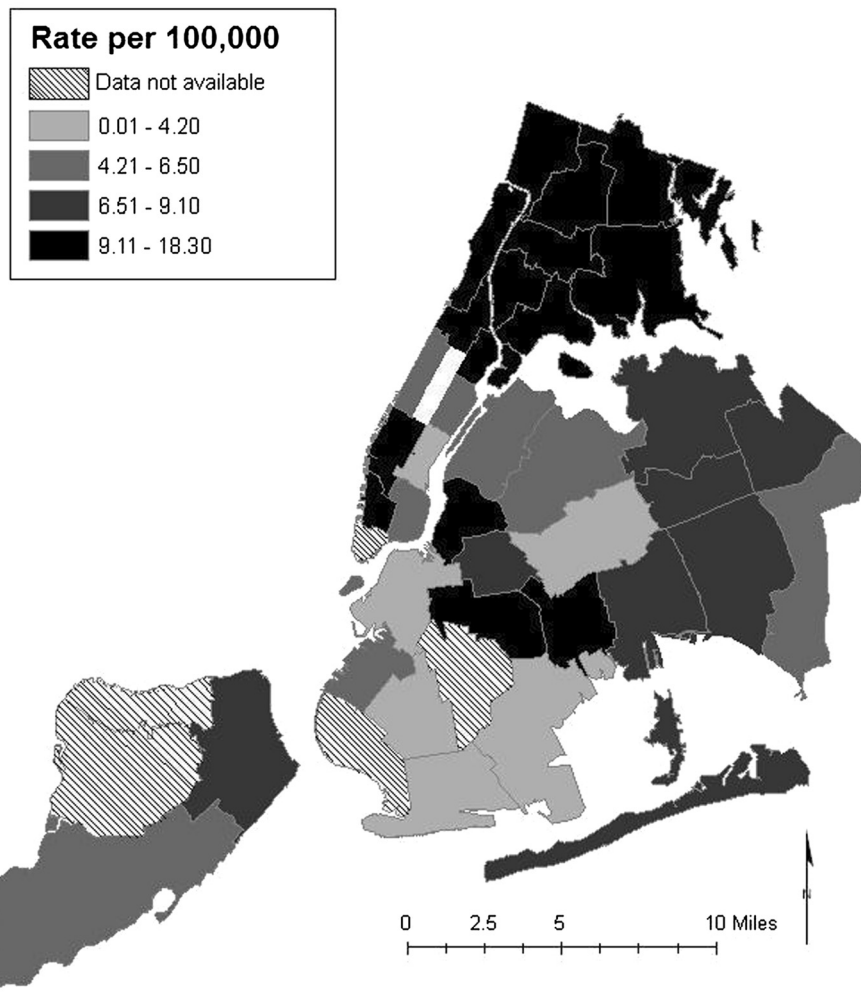 Rate per 100,000
Data not available
0.01 - 4.20
4.21 - 6.50
6.51 - 9.10
9.11 - 18.30
N
0 2.5 5 10 Miles